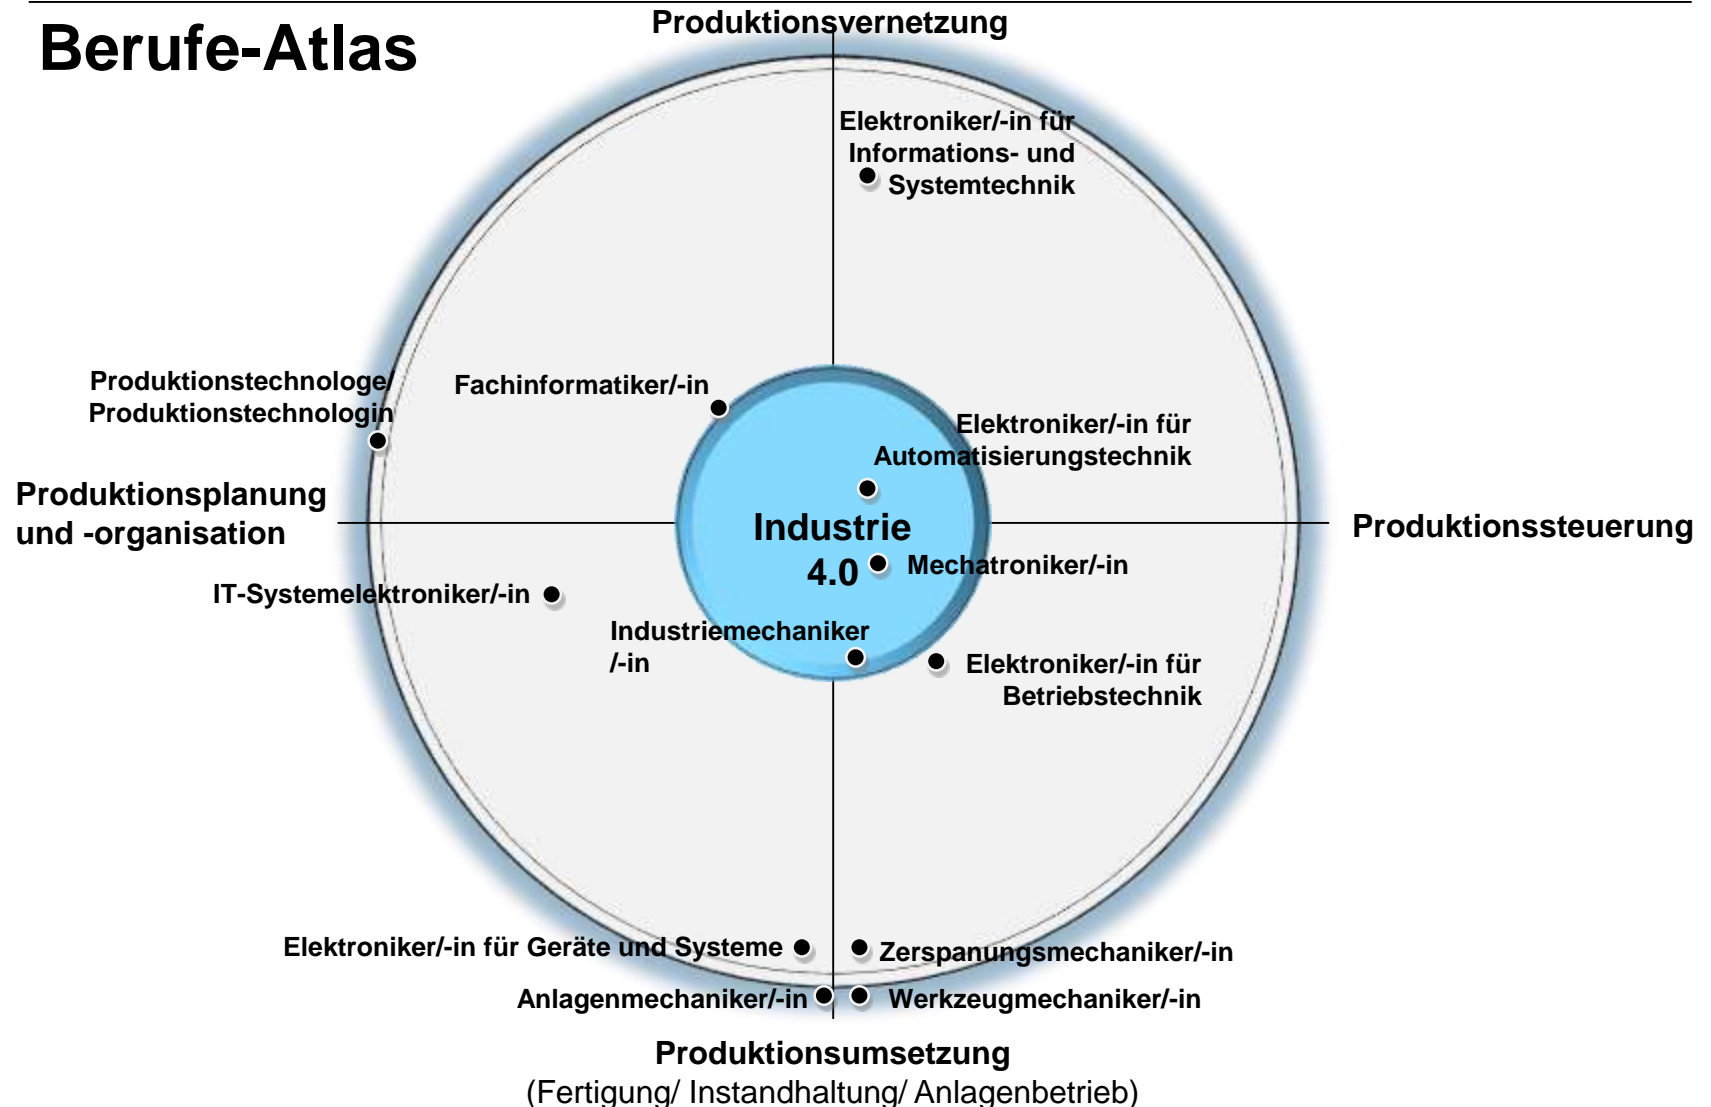 Produktionsvernetzung
Berufe-Atlas
Elektroniker/-in für
Informations- und
Systemtechnik
Produktionstechnologe/
Produktionstechnologin
Fachinformatiker/-in
Elektroniker/-in für
Automatisierungstechnik
Produktionsplanung
und -organisation
Industrie
4.0
Produktionssteuerung
Mechatroniker/-in
IT-Systemelektroniker/-in
Industriemechaniker
/-in
Elektroniker/-in für
Betriebstechnik
Elektroniker/-in für Geräte und Systeme
Zerspanungsmechaniker/-in
Anlagenmechaniker/-in
Werkzeugmechaniker/-in
Produktionsumsetzung
(Fertigung/ Instandhaltung/ Anlagenbetrieb)